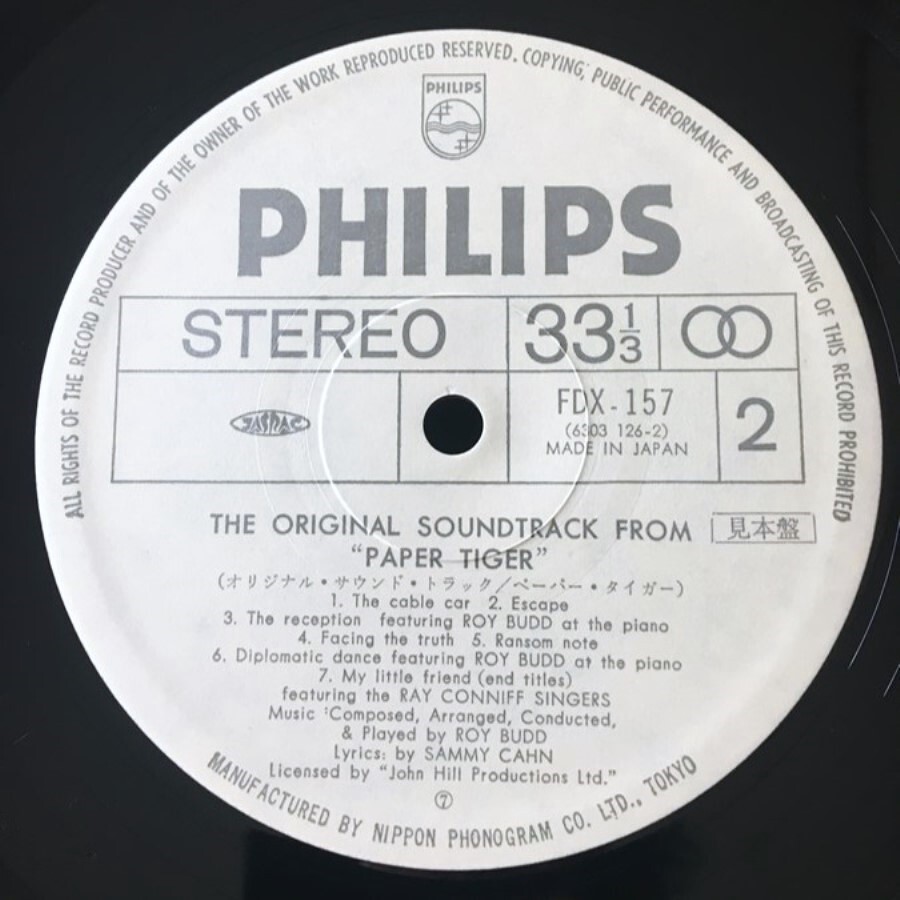 ALL RIGHTS OF THE RECORD PRODUCER AND OF THE OWNER OF THE WORK REPRODUCED RESERVED. COPYING, PUBLIC PERFORMANCE AND BROADCASTING OF THIS RECORD PROHIBITED
PHILIPS
PHILIPS
STEREO 33 1/3
JASRAC FDX-157 2
(6303 126-2)
MADE IN JAPAN
THE ORIGINAL SOUNDTRACK FROM 見本盤
"PAPER TIGER"
(オリジナル・サウンド・トラック/ペーパー・タイガー)
1. The cable car 2. Escape
3. The reception featuring ROY BUDD at the piano
4. Facing the truth 5. Ransom note
6. Diplomatic dance featuring ROY BUDD at the piano
7. My little friend (end titles)
featuring the RAY CONNIFF SINGERS
Music :Composed, Arranged, Conducted,
& Played by ROY BUDD
Lyrics: by SAMMY CAHN
Licensed by "John Hill Productions Ltd."
⑦
MANUFACTURED BY NIPPON PHONOGRAM CO. LTD., TOKYO